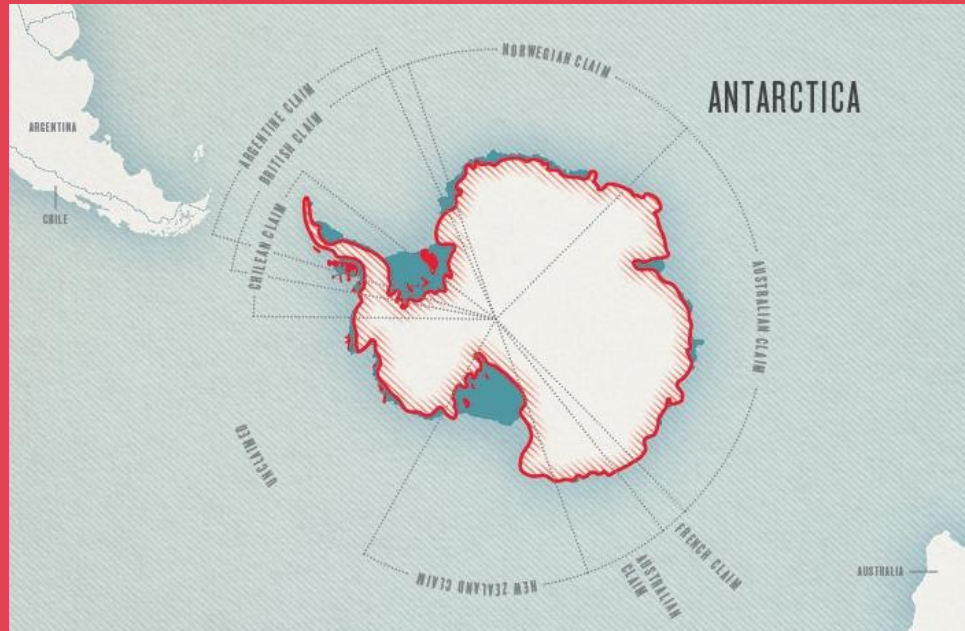 NORWEGIAN CLAIM
ANTARCTICA
ARGENTINE CLAIM
BRITISH CLAIM
ARGENTINA
CHILE
CHILEAN CLAIM
AUSTRALIAN CLAIM
UNCLAIMED
FRENCH CLAIM
AUSTRALIAN
CLAIM
NEW ZEALAND CLAIM
AUSTRALIA